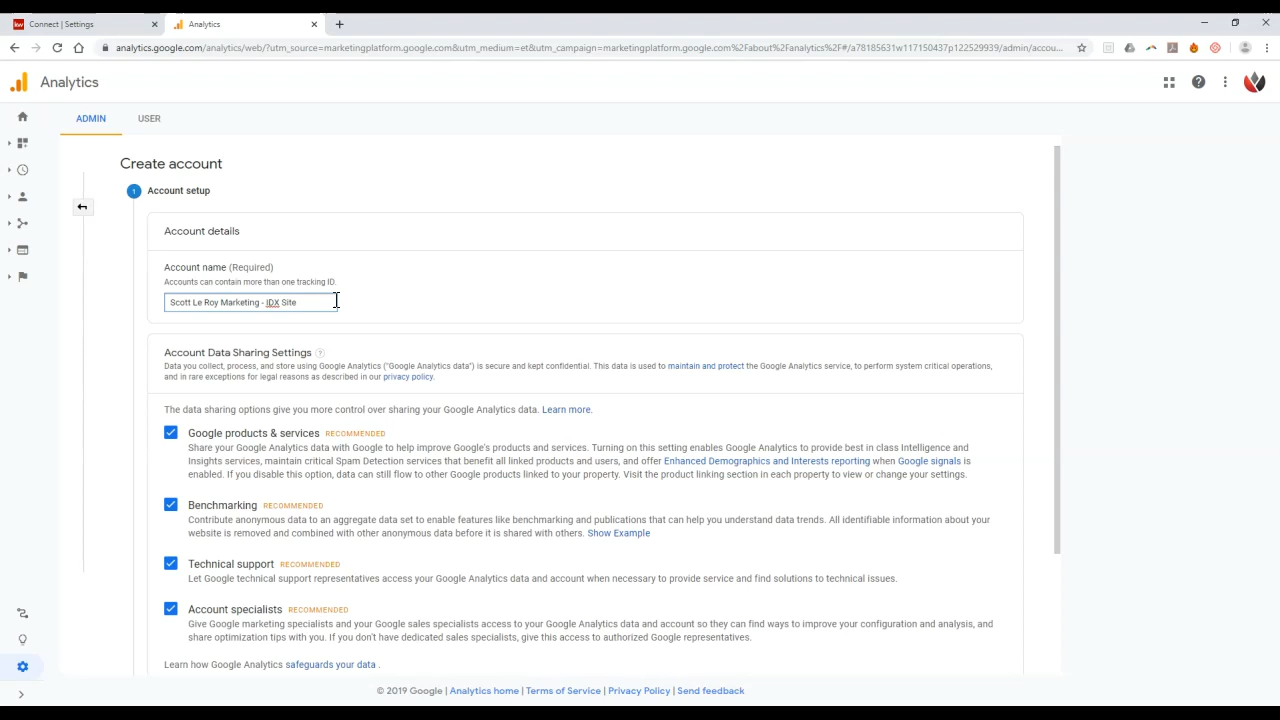 kw Connect | Settings
Analytics
analytics.google.com/analytics/web/?utm_source=marketingplatform.google.com&utm_medium=et&utm_campaign=marketingplatform.google.com%2Fabout%2Fanalytics%2F#/a78185631w117150437p122529939/admin/accou...
Analytics
ADMIN USER
Create account
1 Account setup
Account details
Account name (Required)
Accounts can contain more than one tracking ID.
Scott Le Roy Marketing - IDX Site
Account Data Sharing Settings ?
Data you collect, process, and store using Google Analytics ("Google Analytics data") is secure and kept confidential. This data is used to maintain and protect the Google Analytics service, to perform system critical operations,
and in rare exceptions for legal reasons as described in our privacy policy.
The data sharing options give you more control over sharing your Google Analytics data. Learn more.
Google products & services RECOMMENDED
Share your Google Analytics data with Google to help improve Google's products and services. Turning on this setting enables Google Analytics to provide best in class Intelligence and
Insights services, maintain critical Spam Detection services that benefit all linked products and users, and offer Enhanced Demographics and Interests reporting when Google signals is
enabled. If you disable this option, data can still flow to other Google products linked to your property. Visit the product linking section in each property to view or change your settings.
Benchmarking RECOMMENDED
Contribute anonymous data to an aggregate data set to enable features like benchmarking and publications that can help you understand data trends. All identifiable information about your
website is removed and combined with other anonymous data before it is shared with others. Show Example
Technical support RECOMMENDED
Let Google technical support representatives access your Google Analytics data and account when necessary to provide service and find solutions to technical issues.
Account specialists RECOMMENDED
Give Google marketing specialists and your Google sales specialists access to your Google Analytics data and account so they can find ways to improve your configuration and analysis, and
share optimization tips with you. If you don't have dedicated sales specialists, give this access to authorized Google representatives.
Learn how Google Analytics safeguards your data .
© 2019 Google | Analytics home | Terms of Service | Privacy Policy | Send feedback